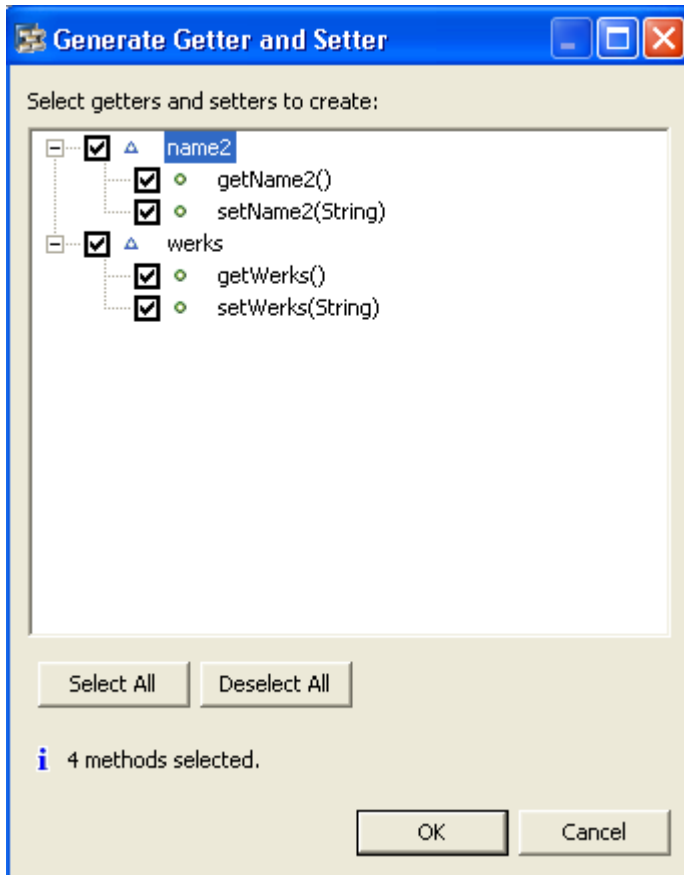 Generate Getter and Setter
Select getters and setters to create:
name2
getName2()
setName2(String)
werks
getWerks()
setWerks(String)
Select All Deselect All
4 methods selected.
OK Cancel